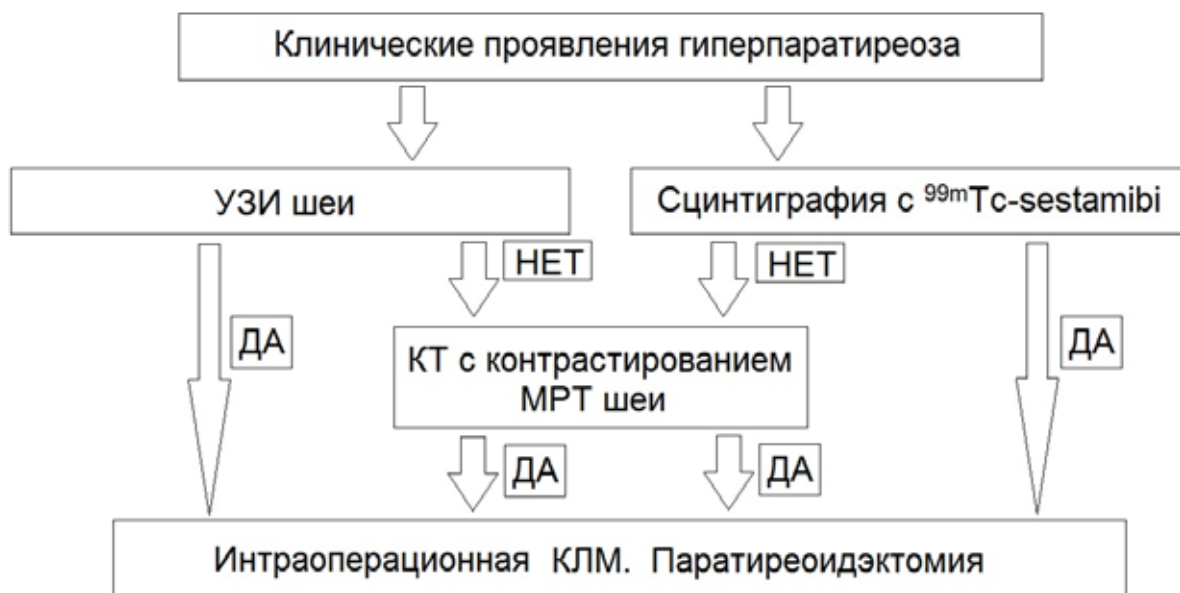 Клинические проявления гиперпаратиреоза
УЗИ шеи
Сцинтиграфия с ⁹⁹ᵐTc-sestamibi
НЕТ
НЕТ
ДА
КТ с контрастированием
МРТ шеи
ДА
ДА
ДА
Интраоперационная КЛМ. Паратиреоидэктомия